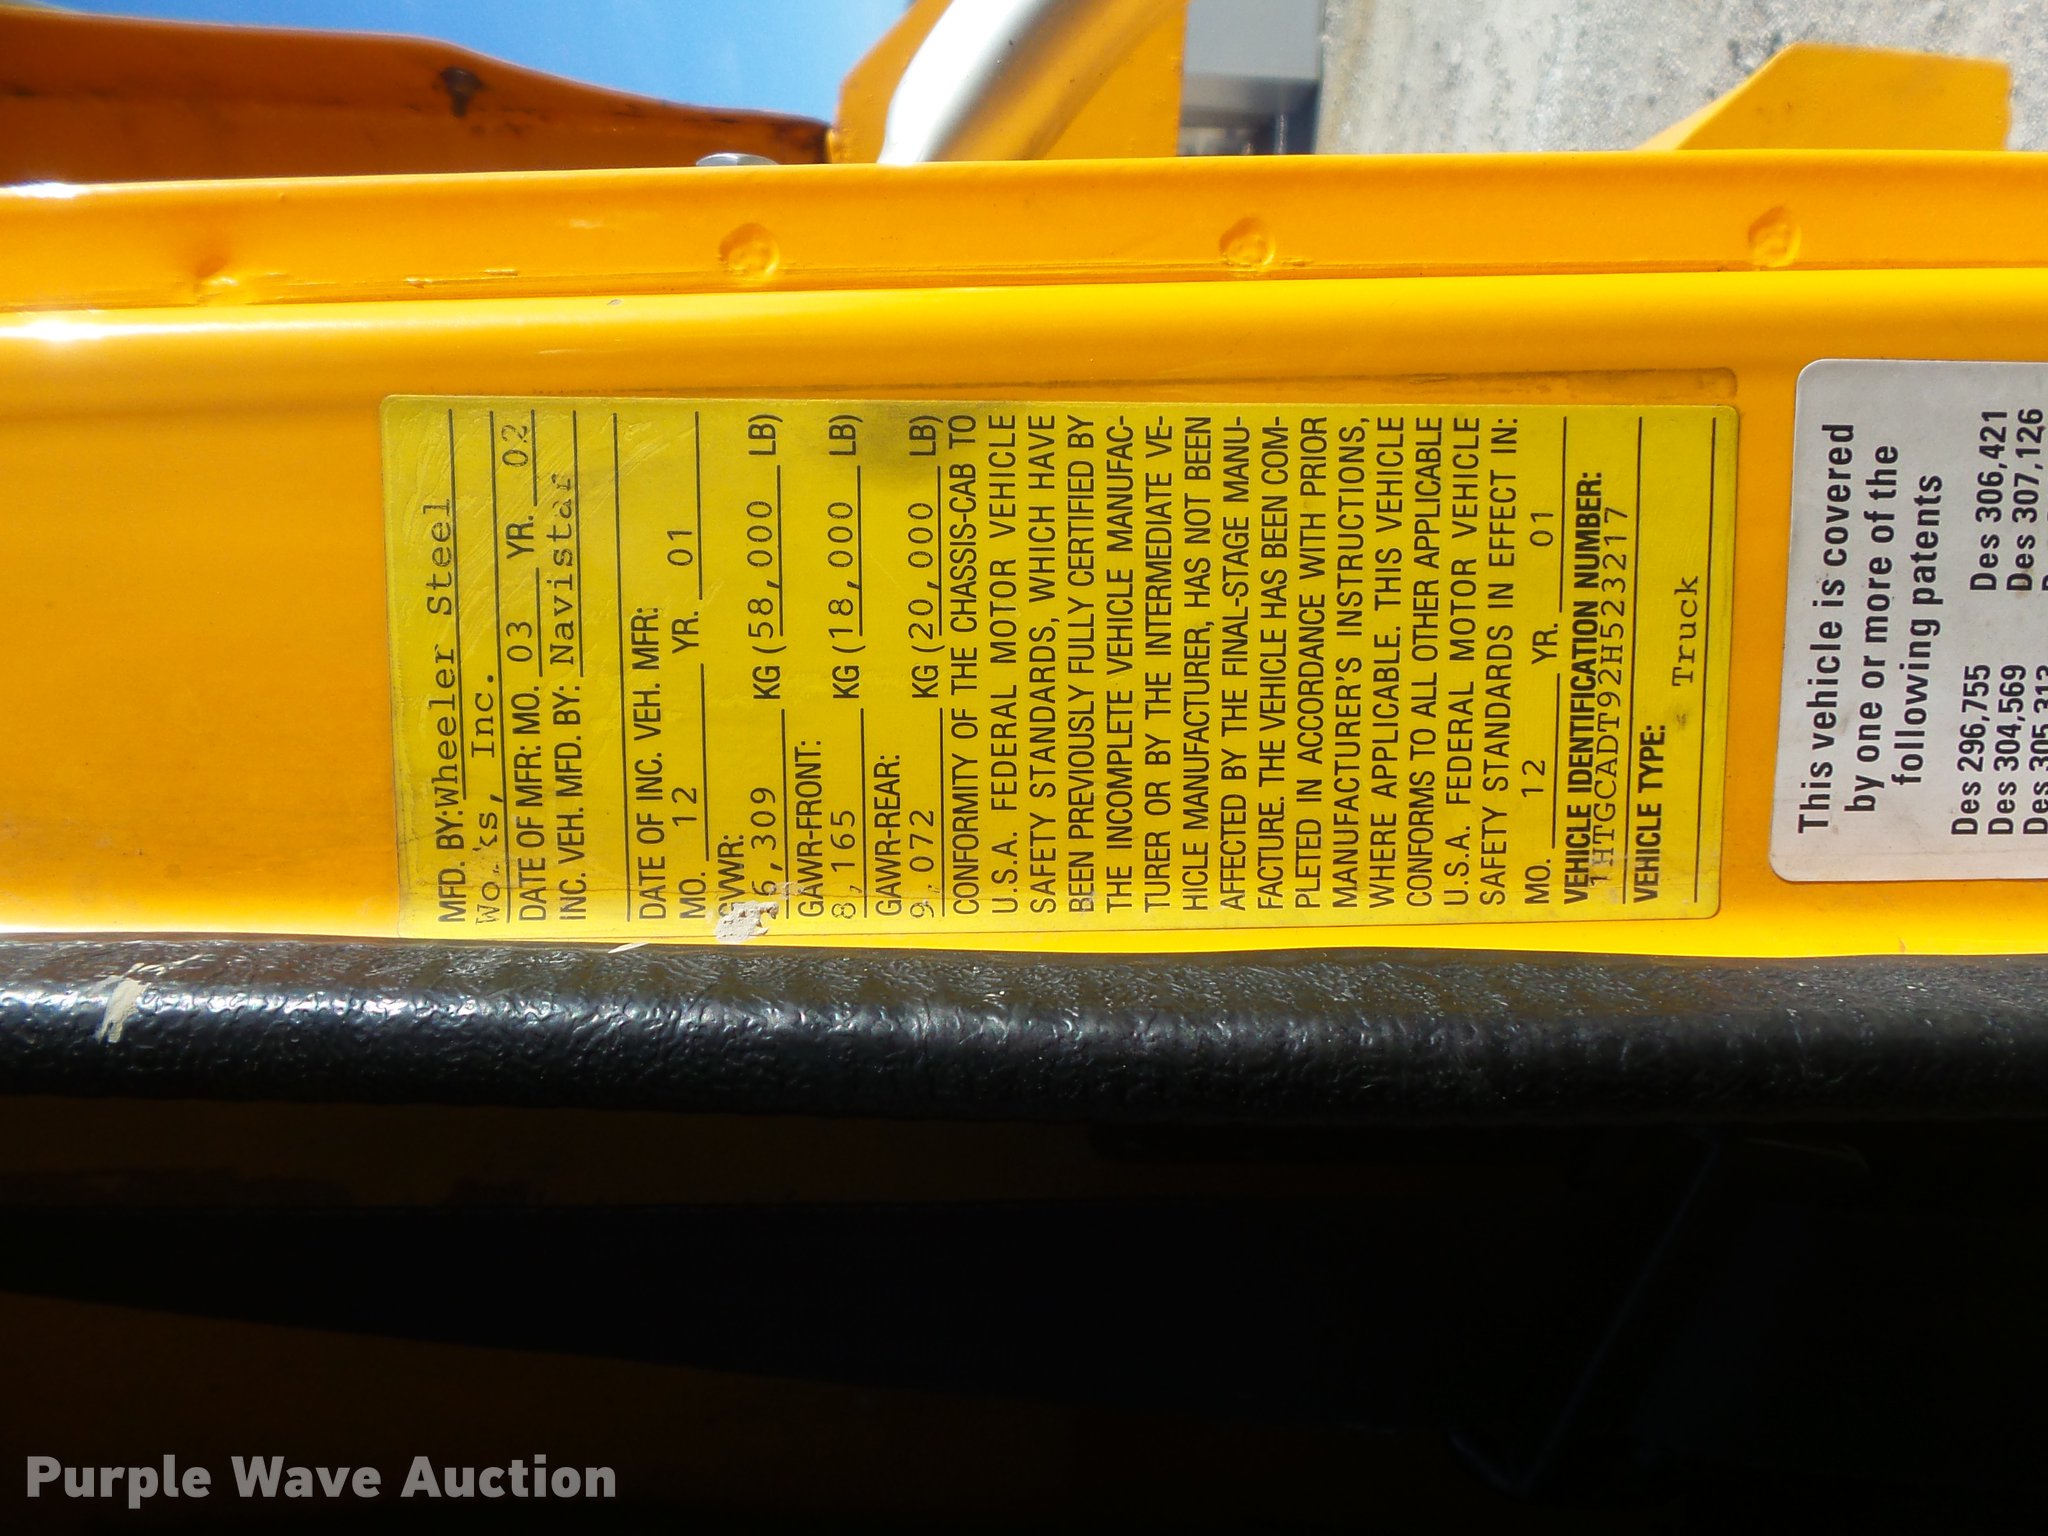 MFD. BY: Wheeler Steel
Works, Inc.
DATE OF MFR: MO. 03 YR. 02
INC. VEH. MFD. BY: Navistar
DATE OF INC. VEH. MFR:
MO. 12 YR. 01
GVWR:
26,309 KG (58,000 LB)
GAWR-FRONT:
8,165 KG (18,000 LB)
GAWR-REAR:
9,072 KG (20,000 LB)
CONFORMITY OF THE CHASSIS-CAB TO
U.S.A. FEDERAL MOTOR VEHICLE
SAFETY STANDARDS, WHICH HAVE
BEEN PREVIOUSLY FULLY CERTIFIED BY
THE INCOMPLETE VEHICLE MANUFAC-
TURER OR BY THE INTERMEDIATE VE-
HICLE MANUFACTURER, HAS NOT BEEN
AFFECTED BY THE FINAL-STAGE MANU-
FACTURE. THE VEHICLE HAS BEEN COM-
PLETED IN ACCORDANCE WITH PRIOR
MANUFACTURER'S INSTRUCTIONS,
WHERE APPLICABLE. THIS VEHICLE
CONFORMS TO ALL OTHER APPLICABLE
U.S.A. FEDERAL MOTOR VEHICLE
SAFETY STANDARDS IN EFFECT IN:
MO. 12 YR. 01
VEHICLE IDENTIFICATION NUMBER:
1HTGCADT92H523217
VEHICLE TYPE:
Truck
This vehicle is covered
by one or more of the
following patents
Des 296,755 Des 306,421
Des 304,569 Des 307,126
Des 305,313
Purple Wave Auction